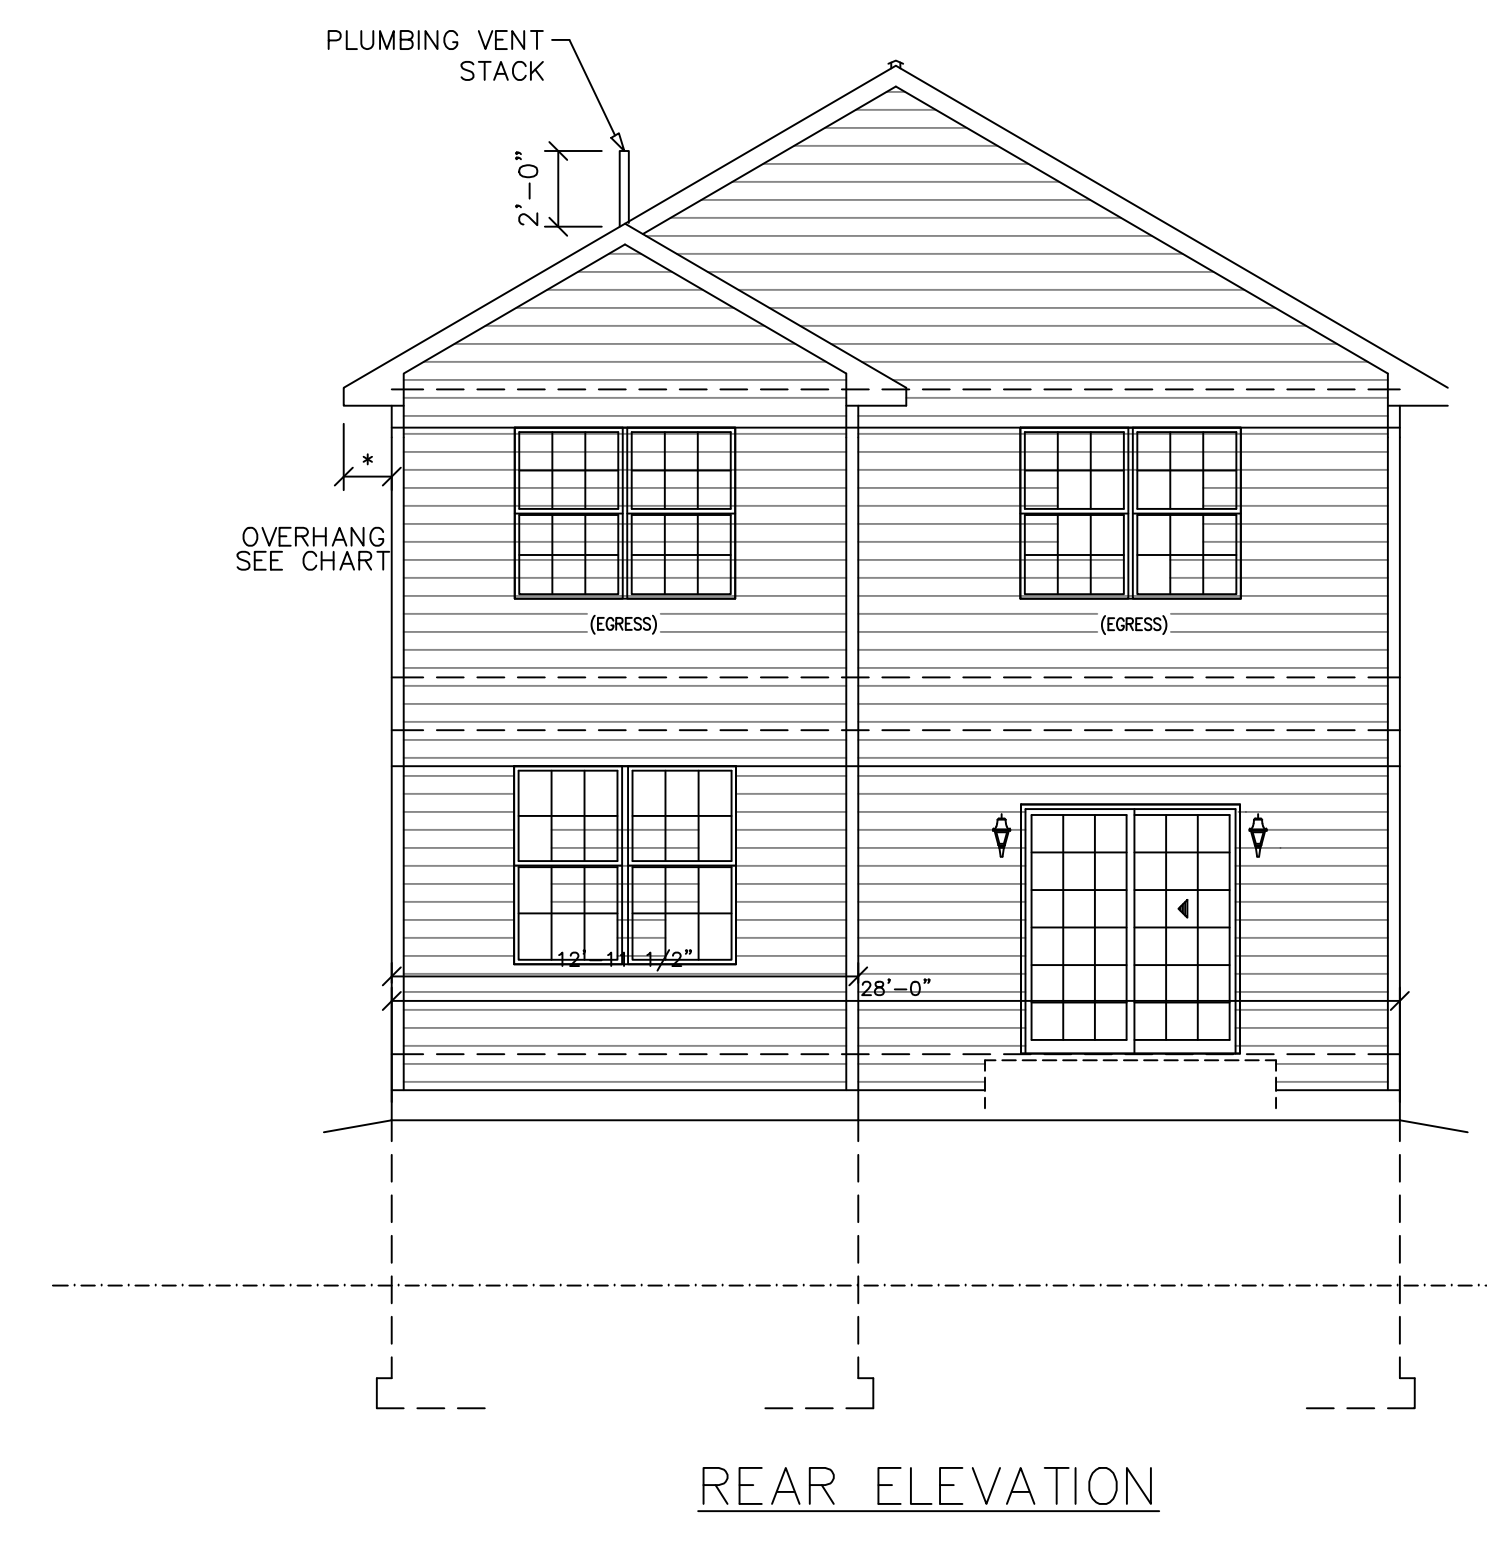 PLUMBING VENT
STACK
2'-0"
*
OVERHANG
SEE CHART
(EGRESS)
(EGRESS)
12'-11 1/2"
28'-0"
REAR ELEVATION